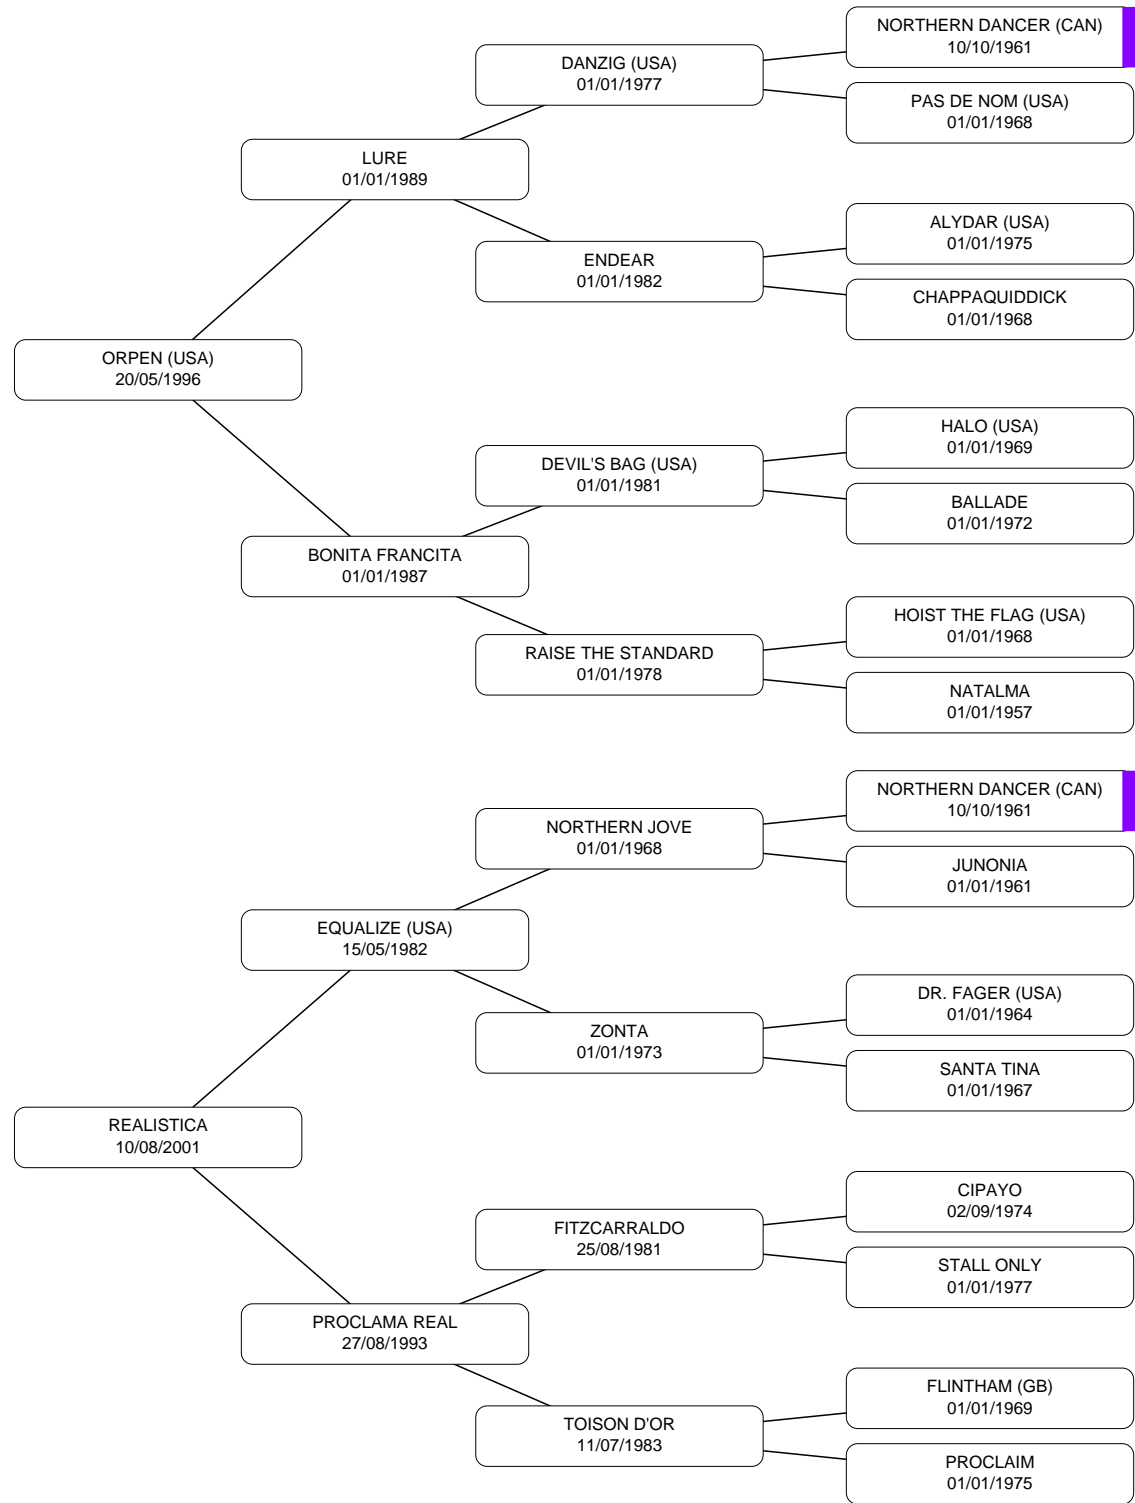 NORTHERN DANCER (CAN)
10/10/1961
DANZIG (USA)
01/01/1977
PAS DE NOM (USA)
01/01/1968
LURE
01/01/1989
ALYDAR (USA)
01/01/1975
ENDEAR
01/01/1982
CHAPPAQUIDDICK
01/01/1968
ORPEN (USA)
20/05/1996
HALO (USA)
01/01/1969
DEVIL'S BAG (USA)
01/01/1981
BALLADE
01/01/1972
BONITA FRANCITA
01/01/1987
HOIST THE FLAG (USA)
01/01/1968
RAISE THE STANDARD
01/01/1978
NATALMA
01/01/1957
NORTHERN DANCER (CAN)
10/10/1961
NORTHERN JOVE
01/01/1968
JUNONIA
01/01/1961
EQUALIZE (USA)
15/05/1982
DR. FAGER (USA)
01/01/1964
ZONTA
01/01/1973
SANTA TINA
01/01/1967
REALISTICA
10/08/2001
CIPAYO
02/09/1974
FITZCARRALDO
25/08/1981
STALL ONLY
01/01/1977
PROCLAMA REAL
27/08/1993
FLINTHAM (GB)
01/01/1969
TOISON D'OR
11/07/1983
PROCLAIM
01/01/1975